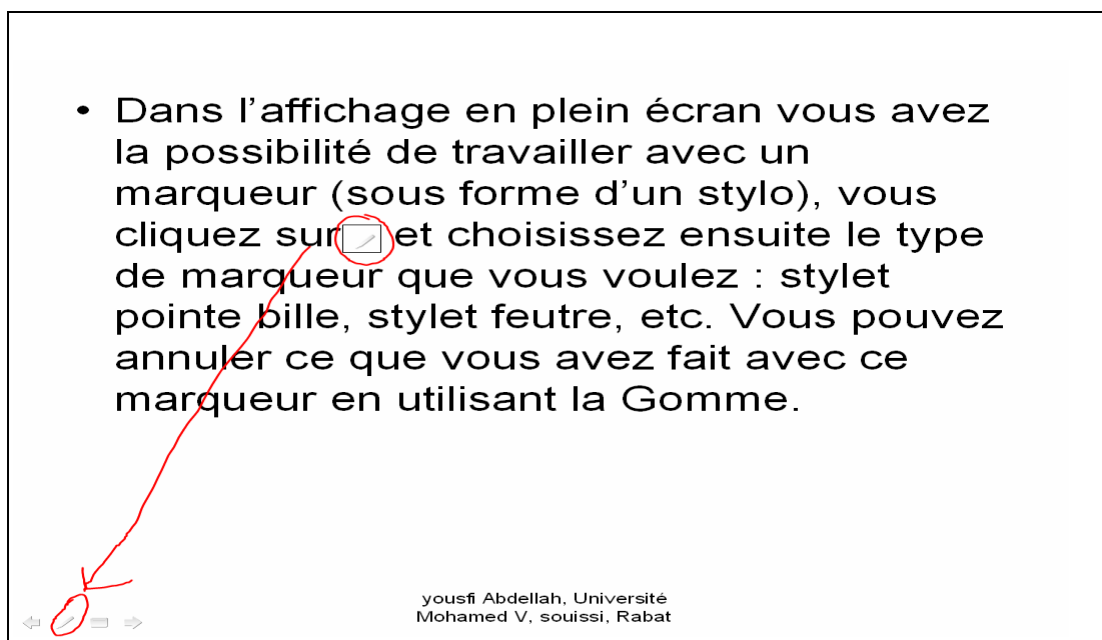 • Dans l’affichage en plein écran vous avez
la possibilité de travailler avec un
marqueur (sous forme d’un stylo), vous
cliquez sur et choisissez ensuite le type
de marqueur que vous voulez : stylet
pointe bille, stylet feutre, etc. Vous pouvez
annuler ce que vous avez fait avec ce
marqueur en utilisant la Gomme.
yousfi Abdellah, Université
Mohamed V, souissi, Rabat